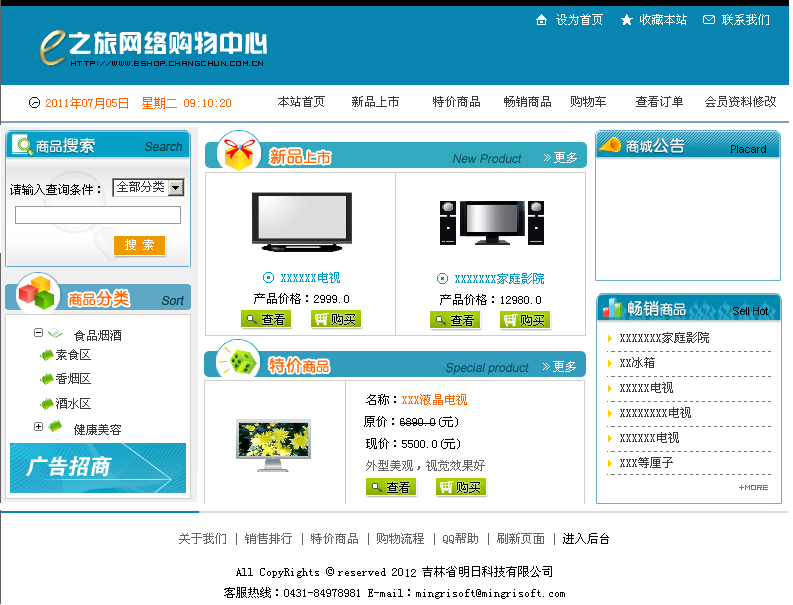 设为首页 收藏本站 联系我们
e之旅网络购物中心
HTTP://WWW.ESHOP.CHANGCHUN.COM.CN
2011年07月05日 星期二 09:10:20 本站首页 新品上市 特价商品 畅销商品 购物车 查看订单 会员资料修改
商品搜索 Search
请输入查询条件： 全部分类
搜 索
商品分类 Sort
食品烟酒
素食区
香烟区
酒水区
健康美容
广告招商
新品上市 New Product 更多
XXXXXX电视
产品价格：2999.0
查看 购买
XXXXXXX家庭影院
产品价格：12980.0
查看 购买
特价商品 Special product 更多
名称：XXX液晶电视
原价：6890.0(元)
现价：5500.0(元)
外型美观，视觉效果好
查看 购买
商城公告 Placard
畅销商品 Sell Hot
XXXXXXX家庭影院
XX冰箱
XXXXX电视
XXXXXXXX电视
XXXXXX电视
XXX等厘子
+MORE
关于我们 | 销售排行 | 特价商品 | 购物流程 | QQ帮助 | 刷新页面 | 进入后台
All CopyRights © reserved 2012 吉林省明日科技有限公司
客服热线：0431-84978981 E-mail：mingrisoft@mingrisoft.com